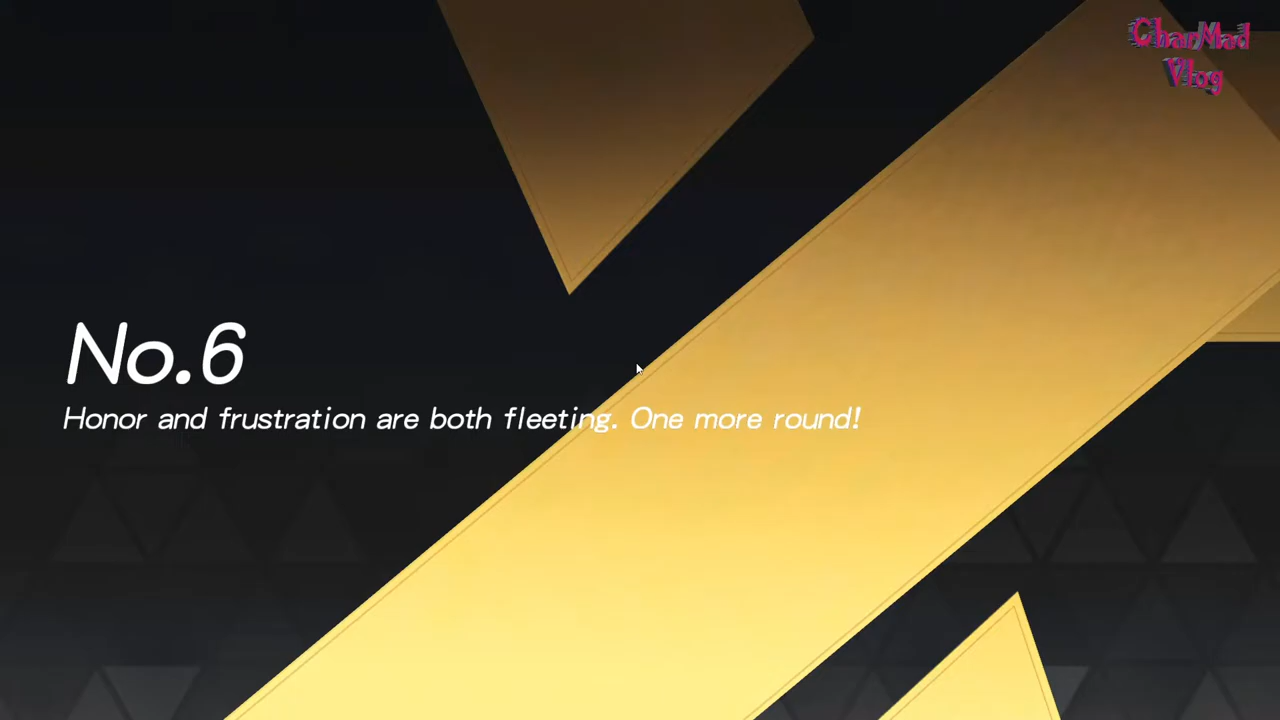 CharMad
Vlog
No.6
Honor and frustration are both fleeting. One more round!